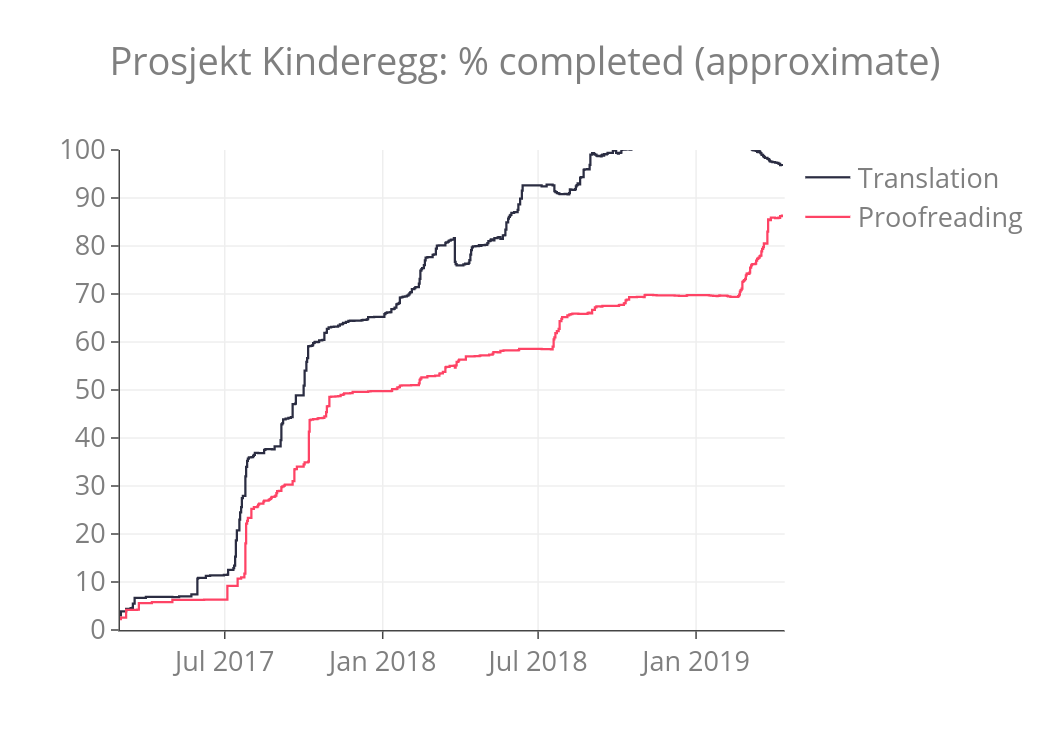 Prosjekt Kinderegg: % completed (approximate)
100
90
80
70
60
50
40
30
20
10
0
Jul 2017 Jan 2018 Jul 2018 Jan 2019
Translation
Proofreading